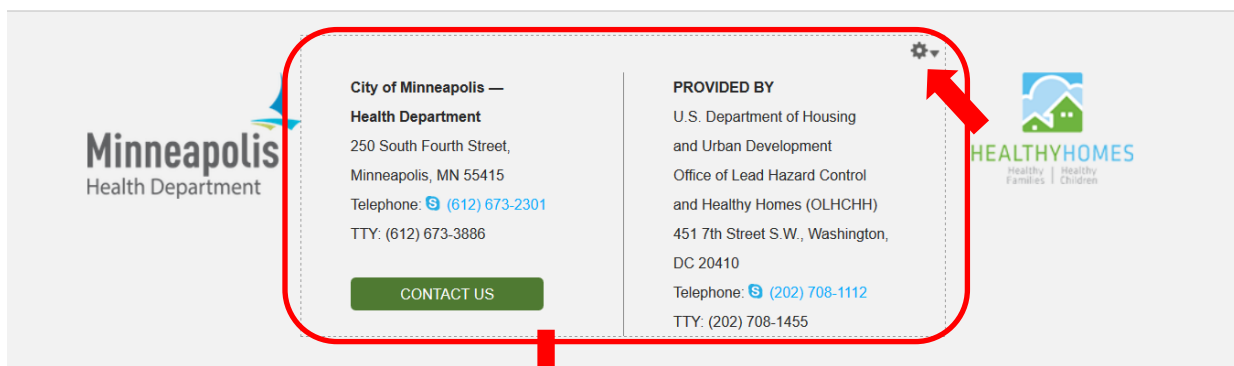 Minneapolis
Health Department
City of Minneapolis —
Health Department
250 South Fourth Street,
Minneapolis, MN 55415
Telephone: (612) 673-2301
TTY: (612) 673-3886
CONTACT US
PROVIDED BY
U.S. Department of Housing
and Urban Development
Office of Lead Hazard Control
and Healthy Homes (OLHCHH)
451 7th Street S.W., Washington,
DC 20410
Telephone: (202) 708-1112
TTY: (202) 708-1455
HEALTHYHOMES
Healthy | Healthy
Families | Children